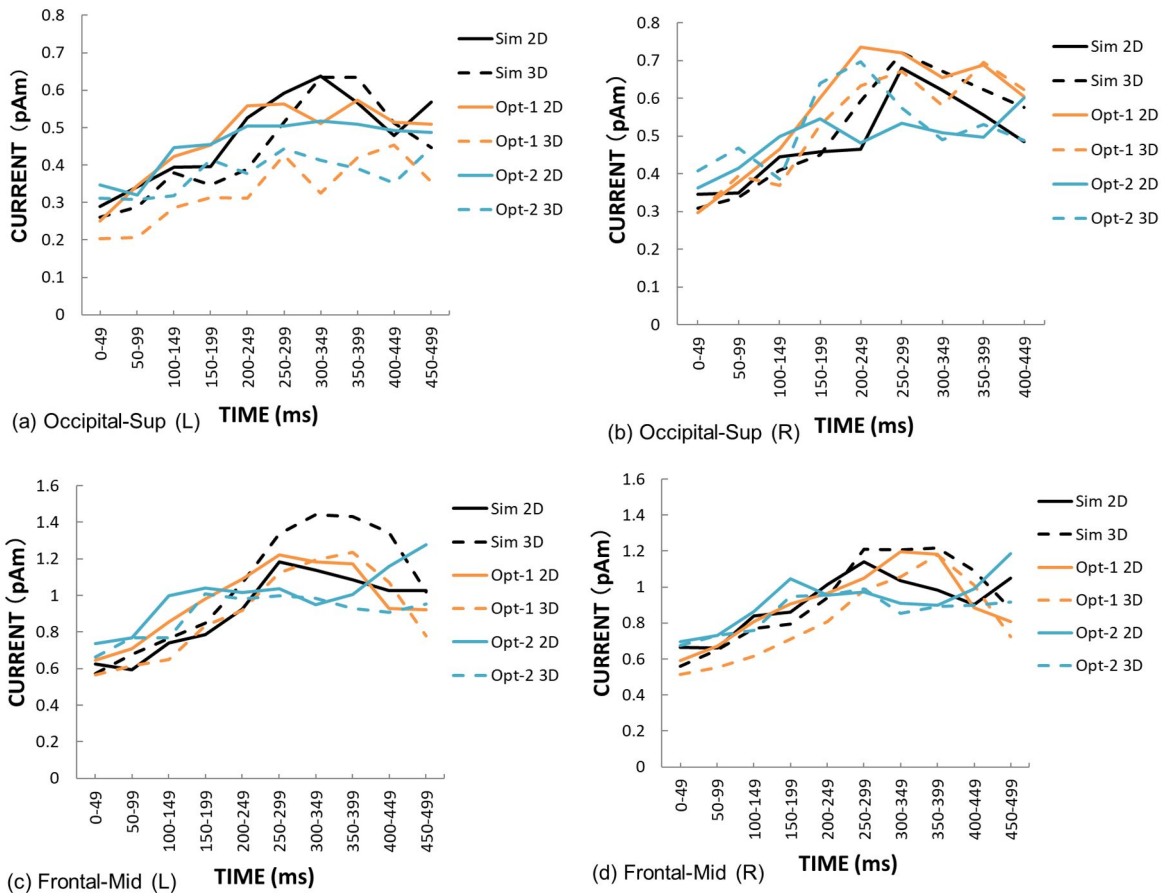 0.8
0.7
0.6
0.5
0.4
0.3
0.2
0.1
0
CURRENT (pAm)
0-49
50-99
100-149
150-199
200-249
250-299
300-349
350-399
400-449
450-499
Sim 2D
Sim 3D
Opt-1 2D
Opt-1 3D
Opt-2 2D
Opt-2 3D
(a) Occipital-Sup (L) TIME (ms)
0.8
0.7
0.6
0.5
0.4
0.3
0.2
0.1
0
CURRENT (pAm)
0-49
50-99
100-149
150-199
200-249
250-299
300-349
350-399
400-449
Sim 2D
Sim 3D
Opt-1 2D
Opt-1 3D
Opt-2 2D
Opt-2 3D
(b) Occipital-Sup (R) TIME (ms)
1.6
1.4
1.2
1
0.8
0.6
0.4
0.2
0
CURRENT (pAm)
0-49
50-99
100-149
150-199
200-249
250-299
300-349
350-399
400-449
450-499
Sim 2D
Sim 3D
Opt-1 2D
Opt-1 3D
Opt-2 2D
Opt-2 3D
(c) Frontal-Mid (L) TIME (ms)
1.6
1.4
1.2
1.0
0.8
0.6
0.4
0.2
0
CURRENT (pAm)
0-49
50-99
100-149
150-199
200-249
250-299
300-349
350-399
400-449
450-499
Sim 2D
Sim 3D
Opt-1 2D
Opt-1 3D
Opt-2 2D
Opt-2 3D
(d) Frontal-Mid (R) TIME (ms)